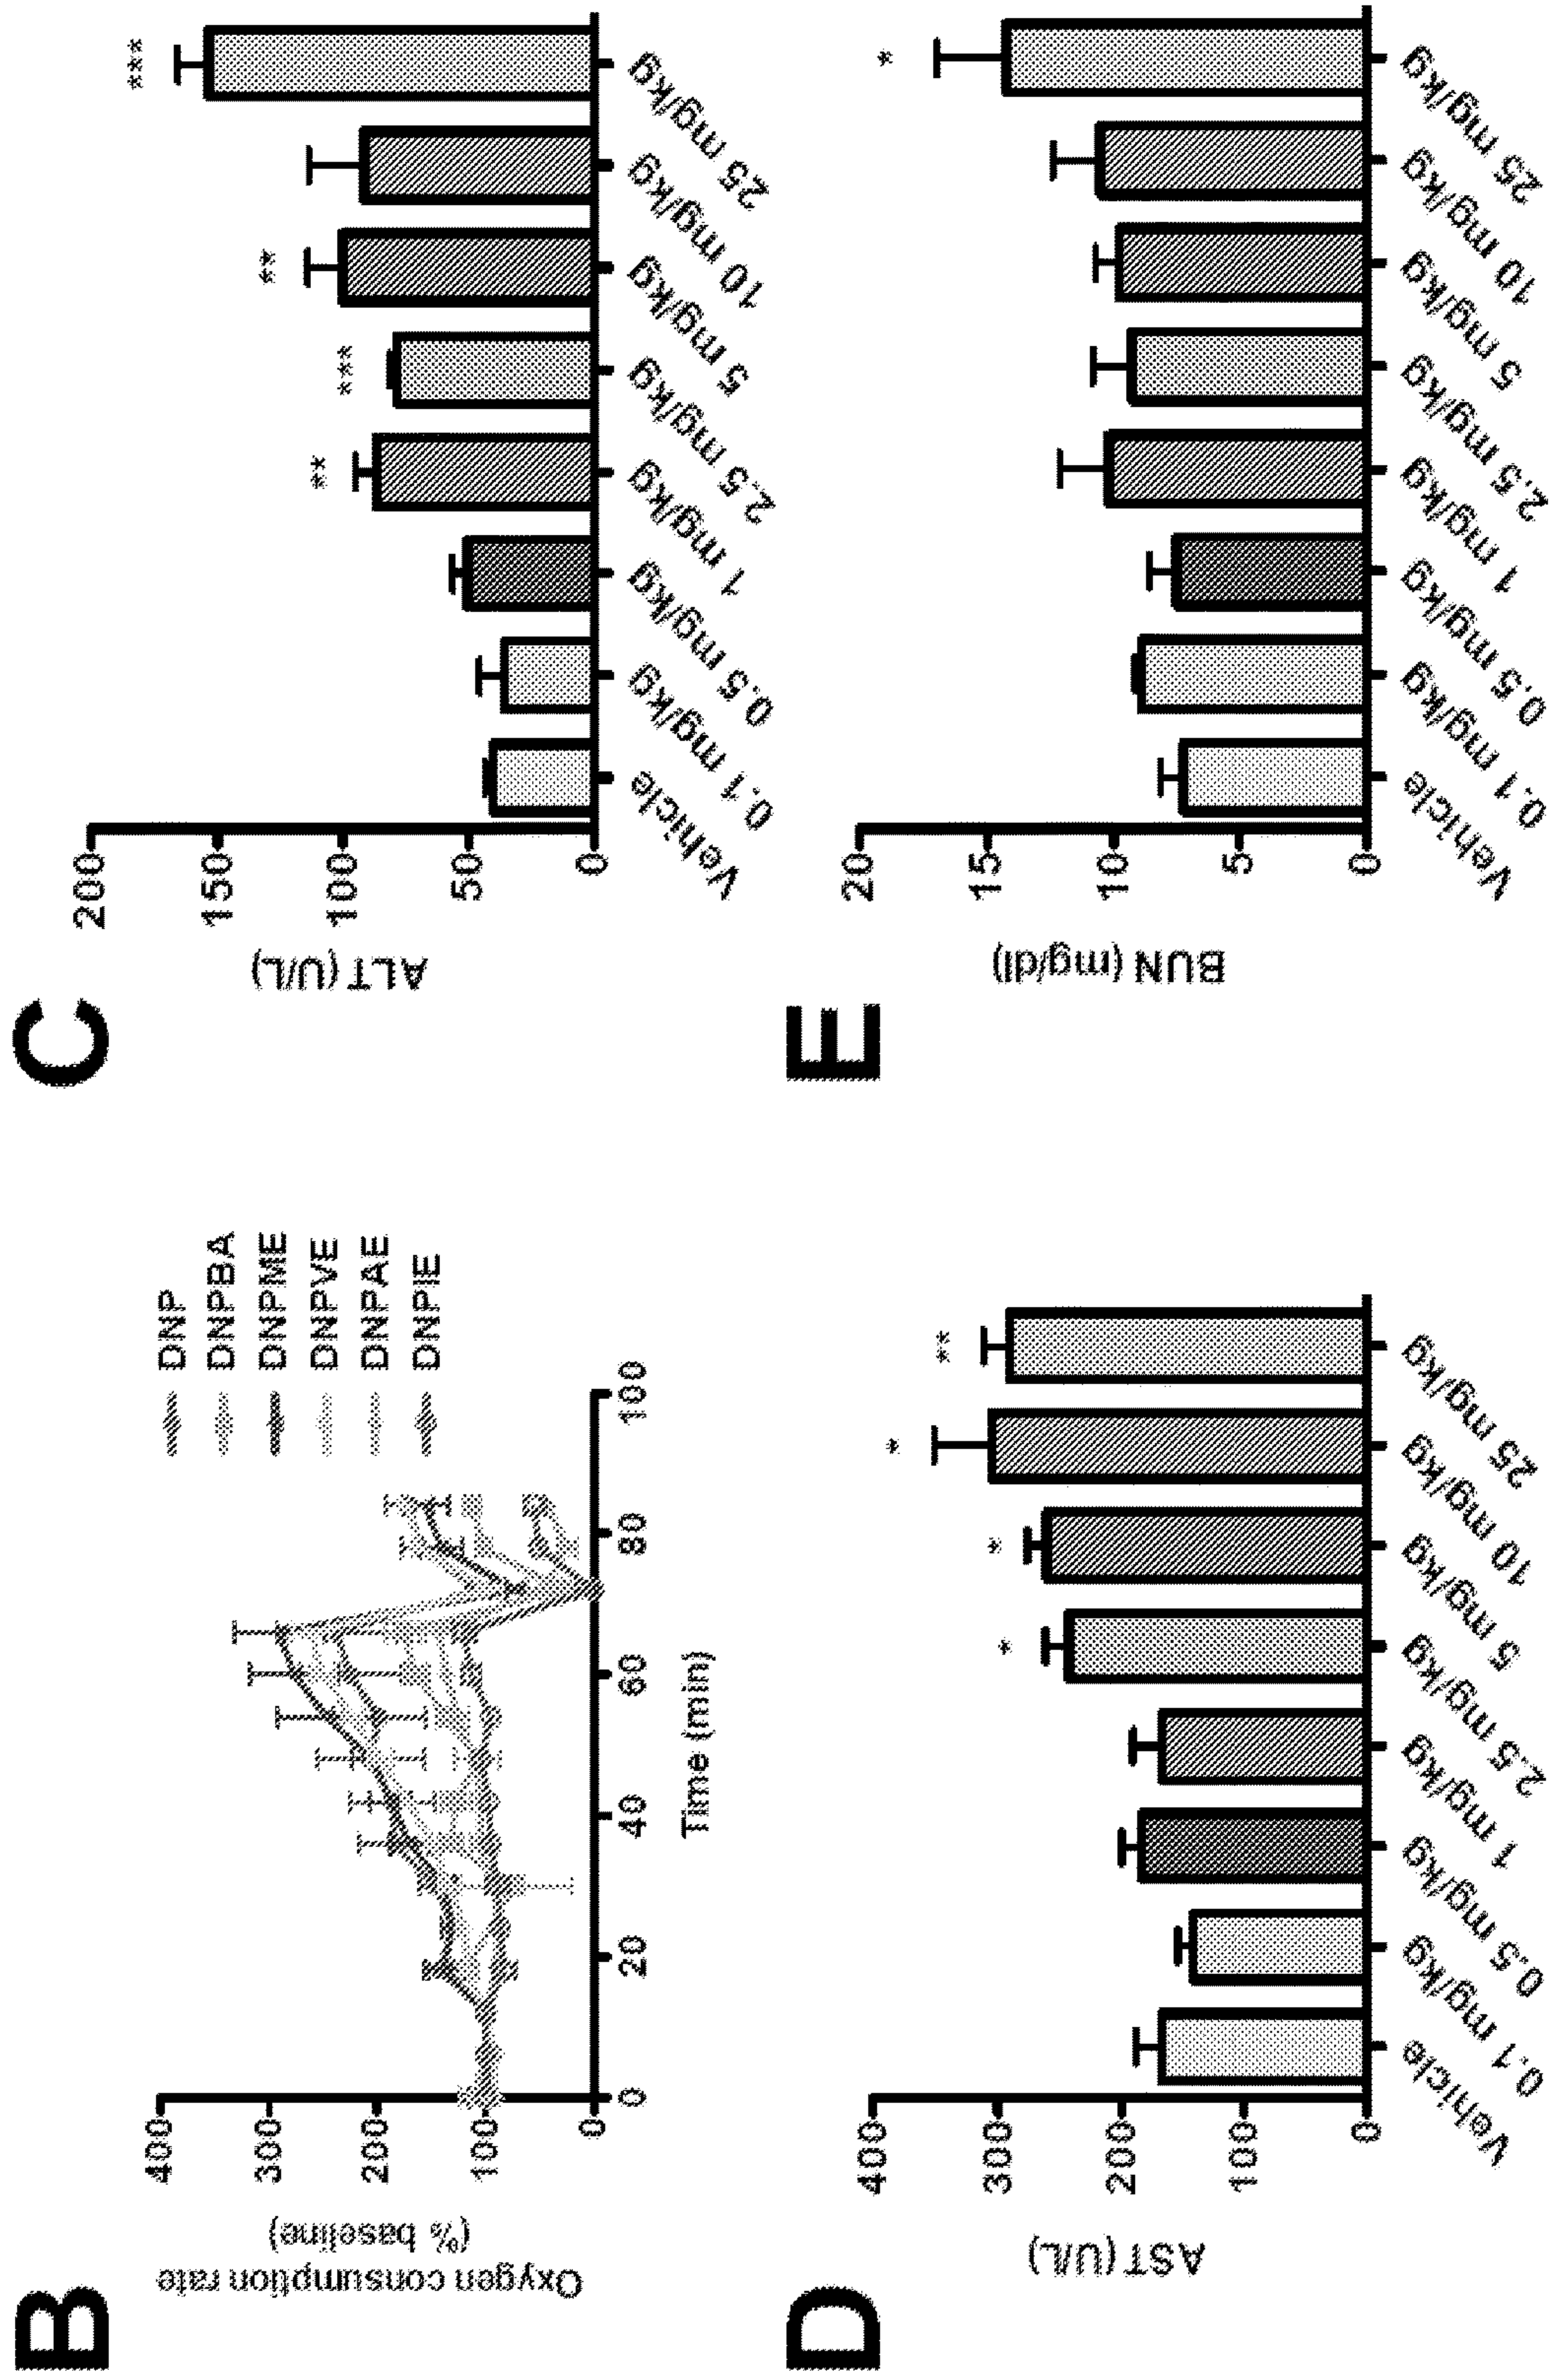 B
Oxygen consumption rate
(% baseline)
400
300
200
100
0
0
20
40
60
80
100
Time (min)
DNP
DNPBA
DNPME
DNPVE
DNPAE
DNPIE
C
ALT (U/L)
200
150
100
50
0
***
**
***
**
Vehicle
0.1 mg/kg
0.5 mg/kg
1 mg/kg
2.5 mg/kg
5 mg/kg
10 mg/kg
25 mg/kg
D
AST (U/L)
400
300
200
100
0
*
*
*
**
Vehicle
0.1 mg/kg
0.5 mg/kg
1 mg/kg
2.5 mg/kg
5 mg/kg
10 mg/kg
25 mg/kg
E
BUN (mg/dl)
20
15
10
5
0
*
Vehicle
0.1 mg/kg
0.5 mg/kg
1 mg/kg
2.5 mg/kg
5 mg/kg
10 mg/kg
25 mg/kg